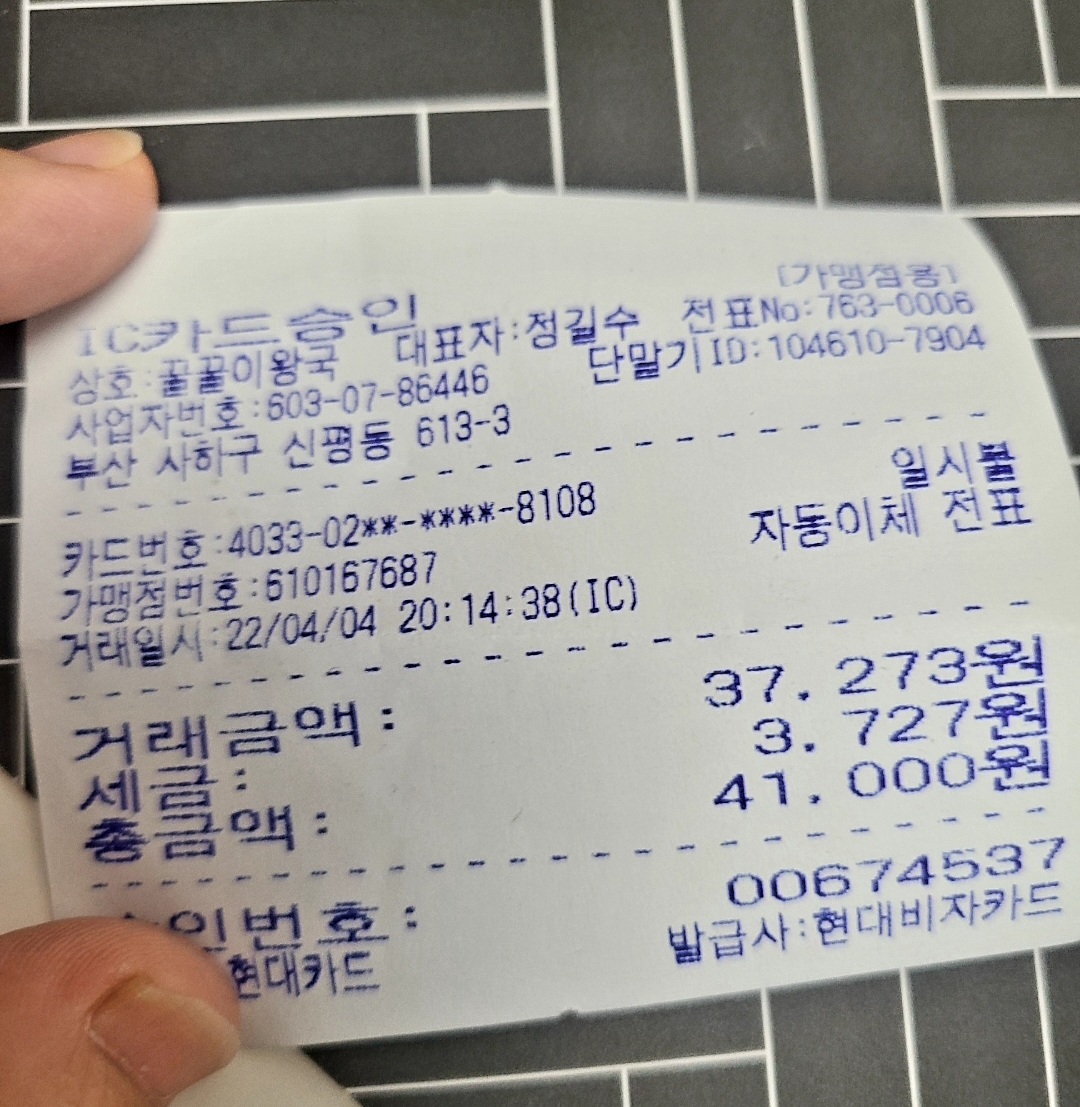 [가맹점용]
IC카드승인
대표자:정길수 전표No:763-0006
상호:꿀꿀이왕국 단말기ID:104610-7904
사업자번호:603-07-86446
부산 사하구 신평동 613-3
일시불
카드번호:4033-02**-****-8108
자동이체 전표
가맹점번호:610167687
거래일시:22/04/04 20:14:38(IC)
거래금액: 37,273원
세금: 3,727원
총금액: 41,000원
인번호: 00674537
현대카드 발급사:현대비자카드